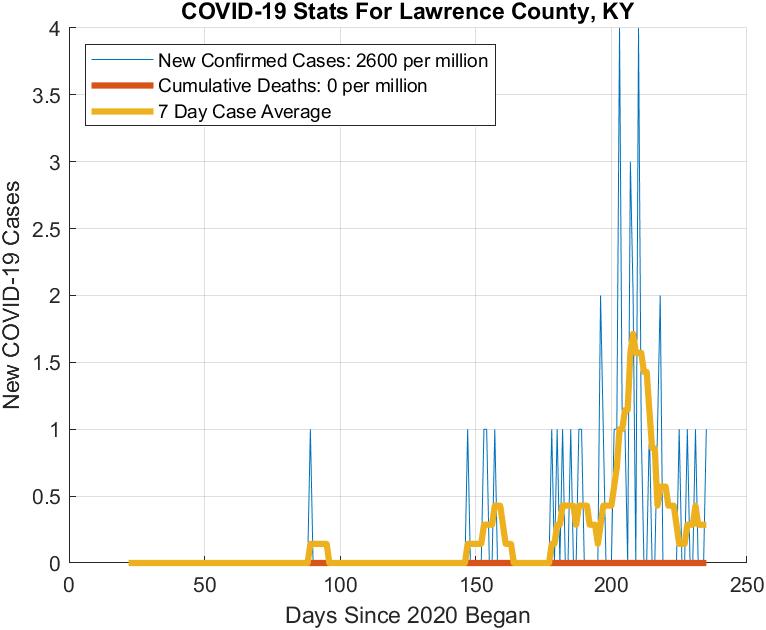 COVID-19 Stats For Lawrence County, KY
New Confirmed Cases: 2600 per million
Cumulative Deaths: 0 per million
7 Day Case Average
New COVID-19 Cases
4
3.5
3
2.5
2
1.5
1
0.5
0
0 50 100 150 200 250
Days Since 2020 Began